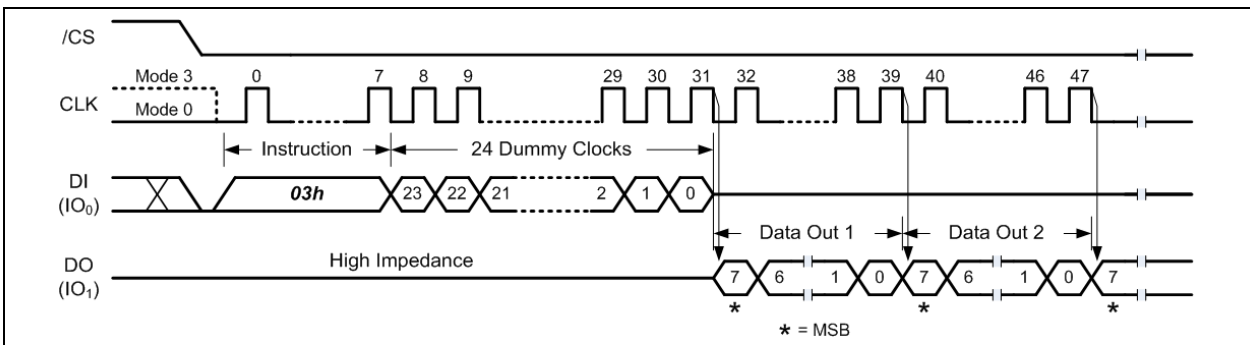 /CS
Mode 3 0 7 8 9 29 30 31 32 38 39 40 46 47
CLK
Mode 0
Instruction 24 Dummy Clocks
DI
(IO0)
03h 23 22 21 2 1 0
Data Out 1 Data Out 2
High Impedance
DO
(IO1)
7 6 1 0 7 6 1 0 7
* * *
* = MSB